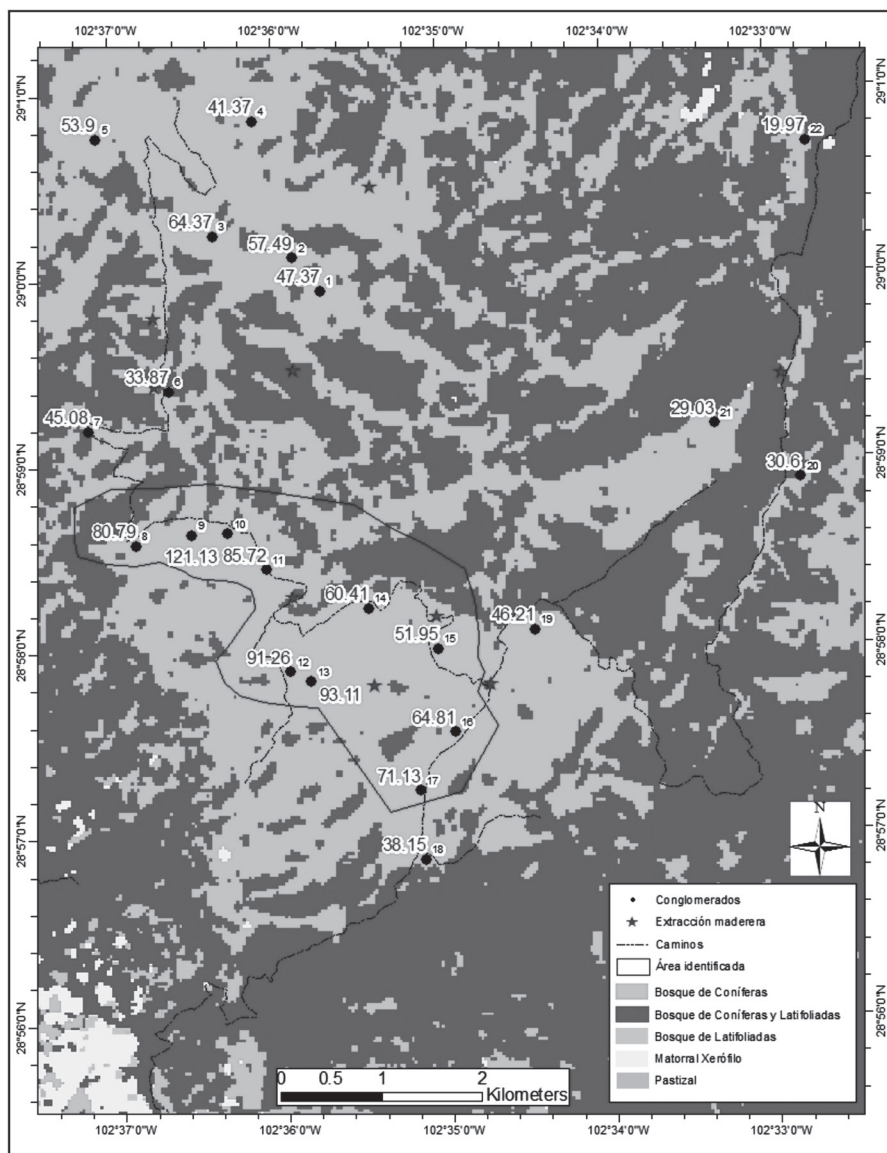 102°37'0"W 102°36'0"W 102°35'0"W 102°34'0"W 102°33'0"W
29°1'0"N
29°1'0"N
41.37 4
53.9 5
19.97 22
64.37 3
57.49 2
47.37 1
29°0'0"N
29°0'0"N
33.87 6
45.08 7
29.03 21
30.6 20
28°59'0"N
28°59'0"N
80.79 8
9
10
121.13
85.72 11
60.41 14
46.21 19
51.95 15
28°58'0"N
28°58'0"N
91.26 12
13
93.11
64.81 16
71.13 17
38.15 18
28°57'0"N
28°57'0"N
N
Conglomerados
Extracción maderera
Caminos
Área identificada
Bosque de Coníferas
Bosque de Coníferas y Latifoliadas
Bosque de Latifoliadas
Matorral Xerófilo
Pastizal
28°56'0"N
28°56'0"N
0 0.5 1 2
Kilometers
102°37'0"W 102°36'0"W 102°35'0"W 102°34'0"W 102°33'0"W